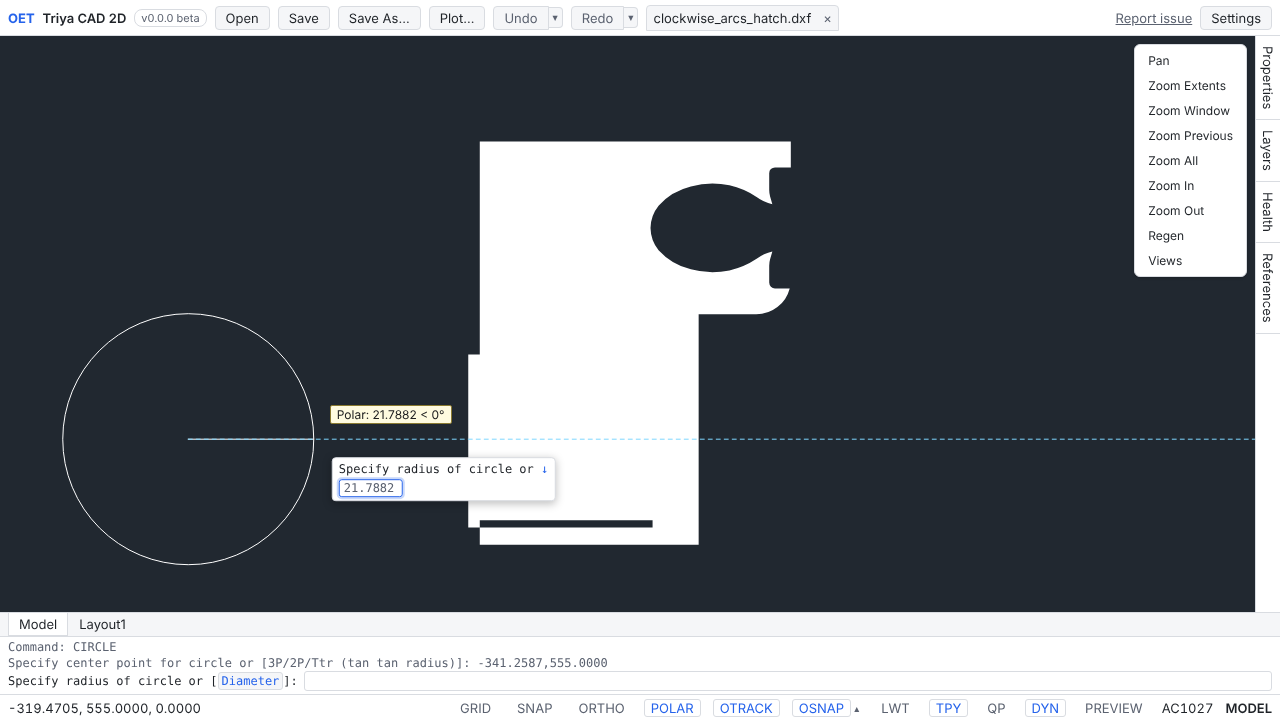 OET Triya CAD 2D v0.0.0 beta Open Save Save As... Plot... Undo ▼ Redo ▼ clockwise_arcs_hatch.dxf × Report issue Settings
Pan
Zoom Extents
Zoom Window
Zoom Previous
Zoom All
Zoom In
Zoom Out
Regen
Views
Properties
Layers
Health
References
Polar: 21.7882 < 0°
Specify radius of circle or ↓
21.7882
Model Layout1
Command: CIRCLE
Specify center point for circle or [3P/2P/Ttr (tan tan radius)]: -341.2587,555.0000
Specify radius of circle or [Diameter]:
-319.4705, 555.0000, 0.0000 GRID SNAP ORTHO POLAR OTRACK OSNAP ▲ LWT TPY QP DYN PREVIEW AC1027 MODEL